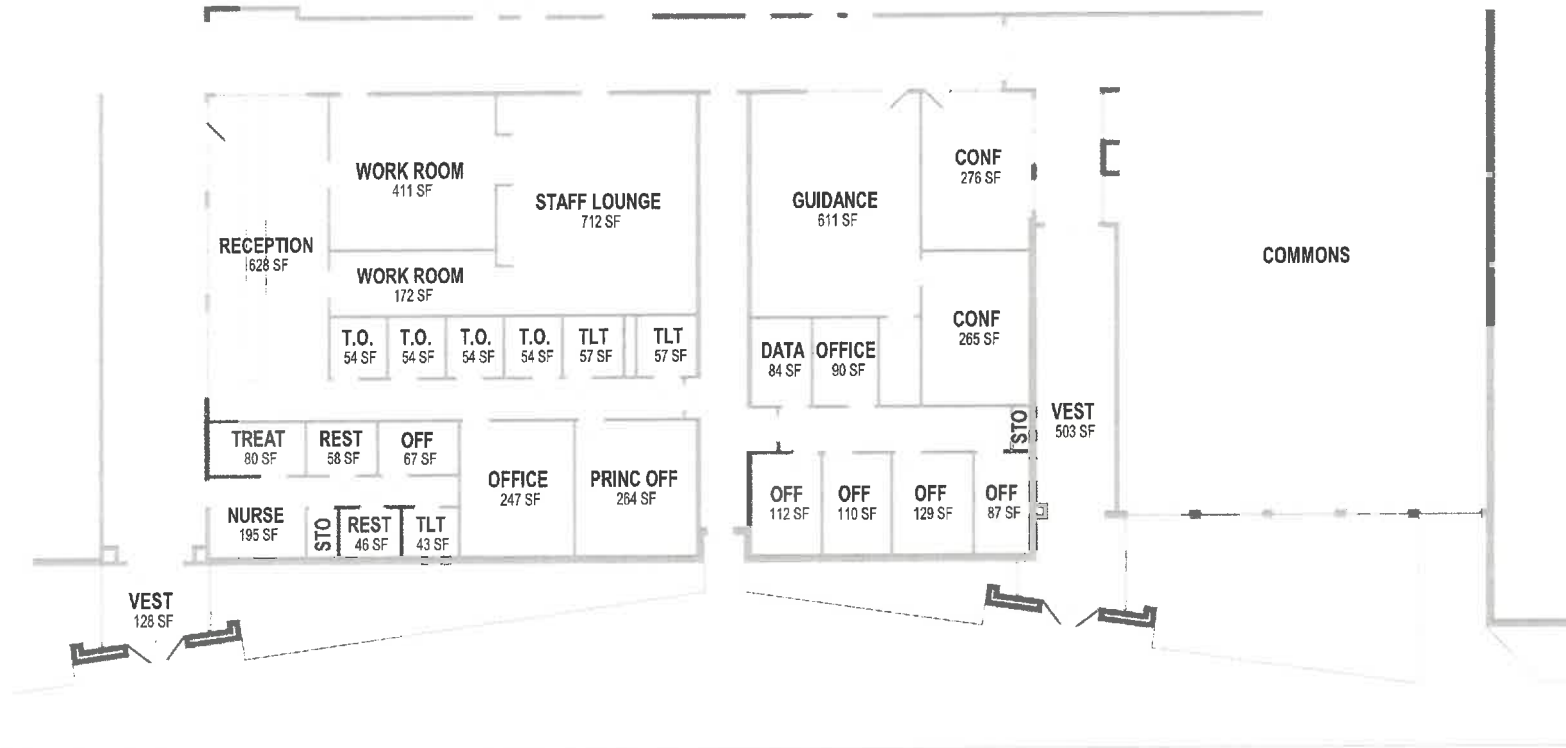 WORK ROOM
411 SF
STAFF LOUNGE
712 SF
RECEPTION
628 SF
WORK ROOM
172 SF
T.O.
54 SF
T.O.
54 SF
T.O.
54 SF
T.O.
54 SF
TLT
57 SF
TLT
57 SF
TREAT
80 SF
REST
58 SF
OFF
67 SF
OFFICE
247 SF
PRINC OFF
264 SF
NURSE
195 SF
STO
REST
46 SF
TLT
43 SF
VEST
128 SF
GUIDANCE
611 SF
CONF
276 SF
CONF
265 SF
DATA
84 SF
OFFICE
90 SF
STO
OFF
112 SF
OFF
110 SF
OFF
129 SF
OFF
87 SF
VEST
503 SF
COMMONS